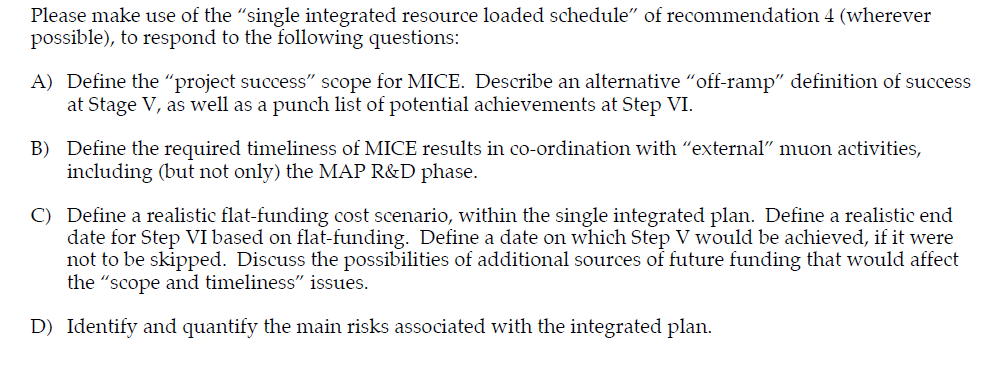 Please make use of the “single integrated resource loaded schedule” of recommendation 4 (wherever
possible), to respond to the following questions:
A) Define the “project success” scope for MICE. Describe an alternative “off-ramp” definition of success
at Stage V, as well as a punch list of potential achievements at Step VI.
B) Define the required timeliness of MICE results in co-ordination with “external” muon activities,
including (but not only) the MAP R&D phase.
C) Define a realistic flat-funding cost scenario, within the single integrated plan. Define a realistic end
date for Step VI based on flat-funding. Define a date on which Step V would be achieved, if it were
not to be skipped. Discuss the possibilities of additional sources of future funding that would affect
the “scope and timeliness” issues.
D) Identify and quantify the main risks associated with the integrated plan.